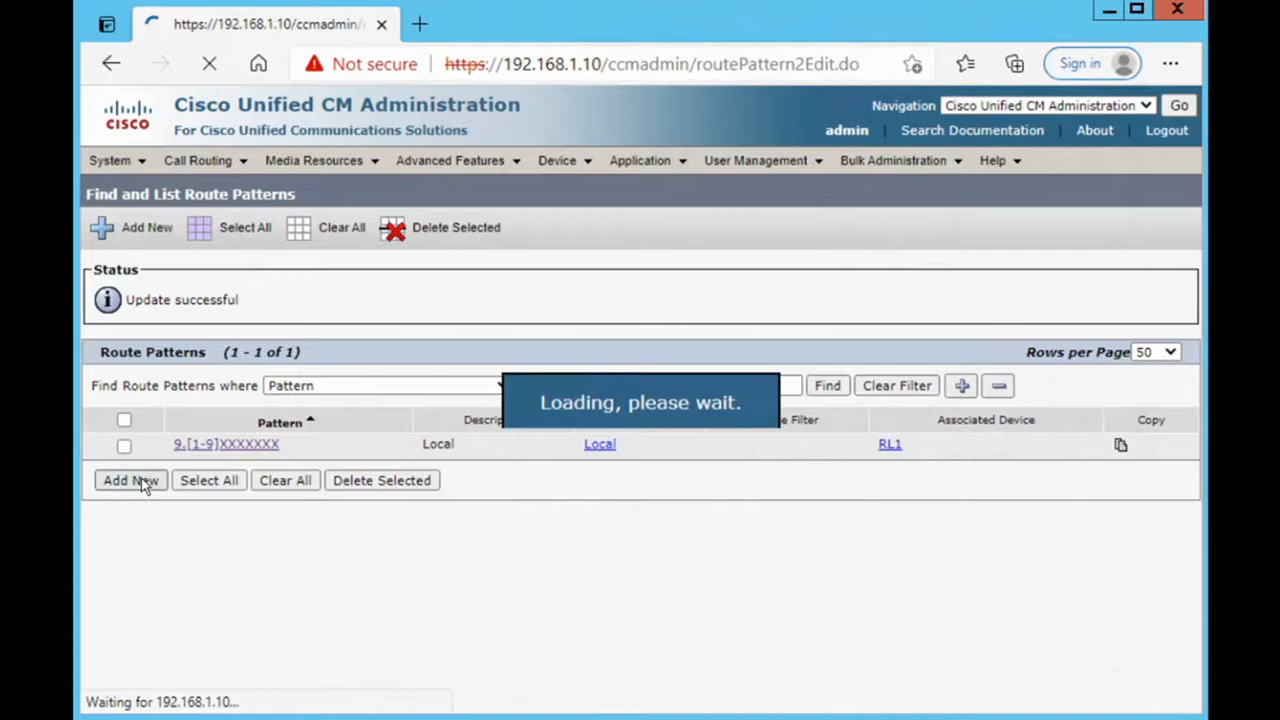 https://192.168.1.10/ccmadmin/
Not secure https://192.168.1.10/ccmadmin/routePattern2Edit.do Sign in
CISCO
Cisco Unified CM Administration
For Cisco Unified Communications Solutions
Navigation Cisco Unified CM Administration Go
admin | Search Documentation | About | Logout
System Call Routing Media Resources Advanced Features Device Application User Management Bulk Administration Help
Find and List Route Patterns
Add New Select All Clear All Delete Selected
Status
Update successful
Route Patterns (1 - 1 of 1) Rows per Page 50
Find Route Patterns where Pattern Find Clear Filter
Loading, please wait.
Pattern Filter Associated Device Copy
9.[1-9]XXXXXXX Local Local RL1
Add New Select All Clear All Delete Selected
Waiting for 192.168.1.10...